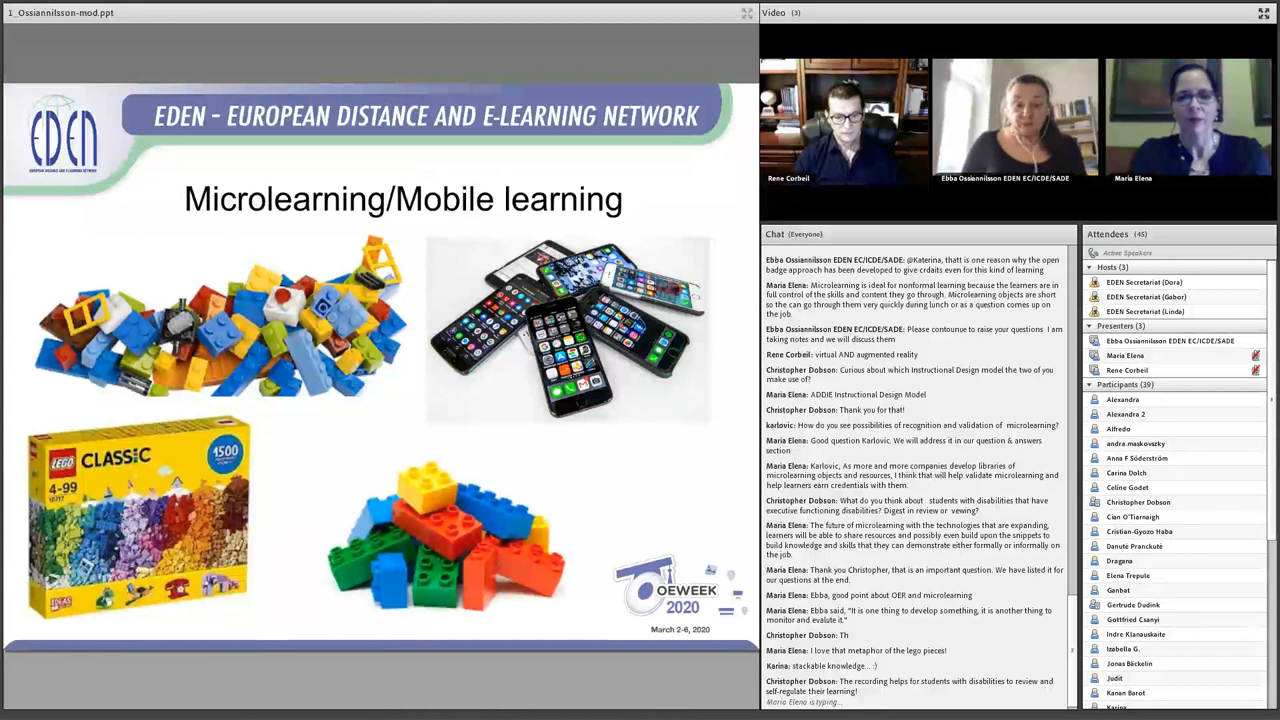 1_Ossiannilsson-mod.ppt
EDEN
EUROPEAN DISTANCE AND E-LEARNING NETWORK
EDEN - EUROPEAN DISTANCE AND E-LEARNING NETWORK
Microlearning/Mobile learning
LEGO CLASSIC
4-99
10717
1500
OEWEEK
2020
March 2-6, 2020
Video (3)
Rene Corbeil
Ebba Ossiannilsson EDEN EC/ICDE/SADE
Maria Elena
Chat (Everyone)
Ebba Ossiannilsson EDEN EC/ICDE/SADE: @Katerina, thatt is one reason why the open
badge approach has been developed to give crdaits even for this kind of learning
Maria Elena: Microlearning is ideal for nonformal learning because the learners are in
full control of the skills and content they go through. Microlearning objects are short
so the can go through them very quickly during lunch or as a question comes up on
the job.
Ebba Ossiannilsson EDEN EC/ICDE/SADE: Please contounue to raise your questions I am
taking notes and we will discuss them
Rene Corbeil: virtual AND augmented reality
Christopher Dobson: Curious about which Instructional Design model the two of you
make use of?
Maria Elena: ADDIE Instructional Design Model
Christopher Dobson: Thank you for that!
karlovic: How do you see possibilities of recognition and validation of microlearning?
Maria Elena: Good question Karlovic. We will address it in our question & answers
section
Maria Elena: Karlovic, As more and more companies develop libraries of
microlearning objects and resources, I think that will help validate microlearning and
help learners earn credentials with them.
Christopher Dobson: What do you think about students with disabilities that have
executive functioning disabilities? Digest in review or vewing?
Maria Elena: The future of microlearning with the technologies that are expanding,
learners will be able to share resources and possibly even build upon the snippets to
build knowledge and skills that they can demonstrate either formally or informally on
the job.
Maria Elena: Thank you Christopher, that is an important question. We have listed it for
our questions at the end.
Maria Elena: Ebba, good point about OER and microlearning
Maria Elena: Ebba said, "It is one thing to develop something, it is another thing to
monitor and evalute it."
Christopher Dobson: Th
Maria Elena: I love that metaphor of the lego pieces!
Karina: stackable knowledge... :)
Christopher Dobson: The recording helps for students with disabilities to review and
self-regulate their learning!
Maria Elena is typing...
Attendees (45)
Active Speakers
Hosts (3)
EDEN Secretariat (Dora)
EDEN Secretariat (Gabor)
EDEN Secretariat (Linda)
Presenters (3)
Ebba Ossiannilsson EDEN EC/ICDE/SADE
Maria Elena
Rene Corbeil
Participants (39)
Alexandra
Alexandra 2
Alfredo
andra.maskovszky
Anna F Söderström
Carina Dolch
Celine Godet
Christopher Dobson
Cian O'Tiarnaigh
Cristian-Gyozo Haba
Danutė Pranckutė
Dragana
Elena Trepule
Ganbat
Gertrude Dudink
Gottfried Csanyi
Indre Klanauskaite
Izabella G.
Jonas Bäckelin
Judit
Kanan Barot
Karina